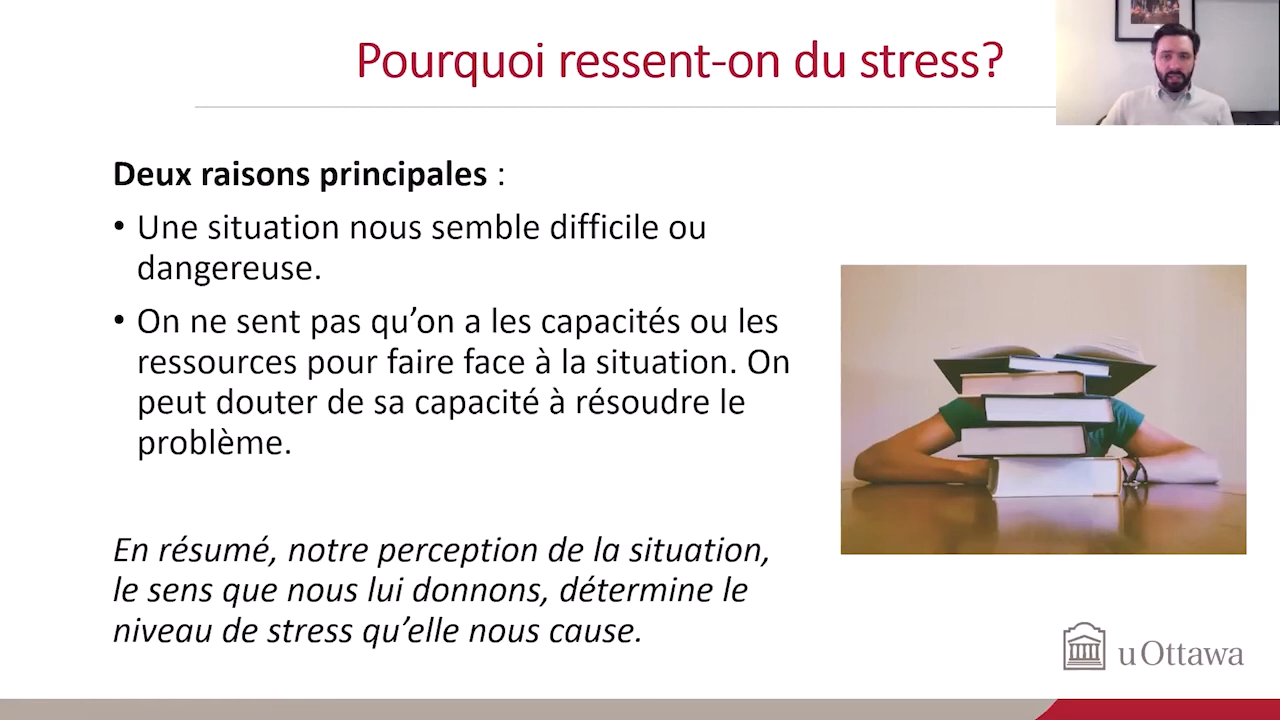 Pourquoi ressent-on du stress?
Deux raisons principales :
• Une situation nous semble difficile ou
dangereuse.
• On ne sent pas qu’on a les capacités ou les
ressources pour faire face à la situation. On
peut douter de sa capacité à résoudre le
problème.
En résumé, notre perception de la situation,
le sens que nous lui donnons, détermine le
niveau de stress qu’elle nous cause.
uOttawa